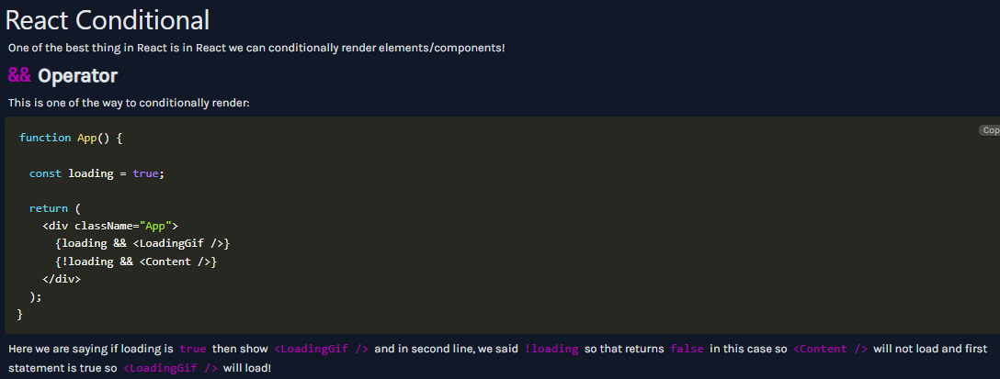 React Conditional
One of the best thing in React is in React we can conditionally render elements/components!
&& Operator
This is one of the way to conditionally render:
Cop
function App() {
const loading = true;
return (
<div className="App">
{loading && <LoadingGif />}
{!loading && <Content />}
</div>
);
}
Here we are saying if loading is true then show <LoadingGif /> and in second line, we said !loading so that returns false in this case so <Content /> will not load and first
statement is true so <LoadingGif /> will load!